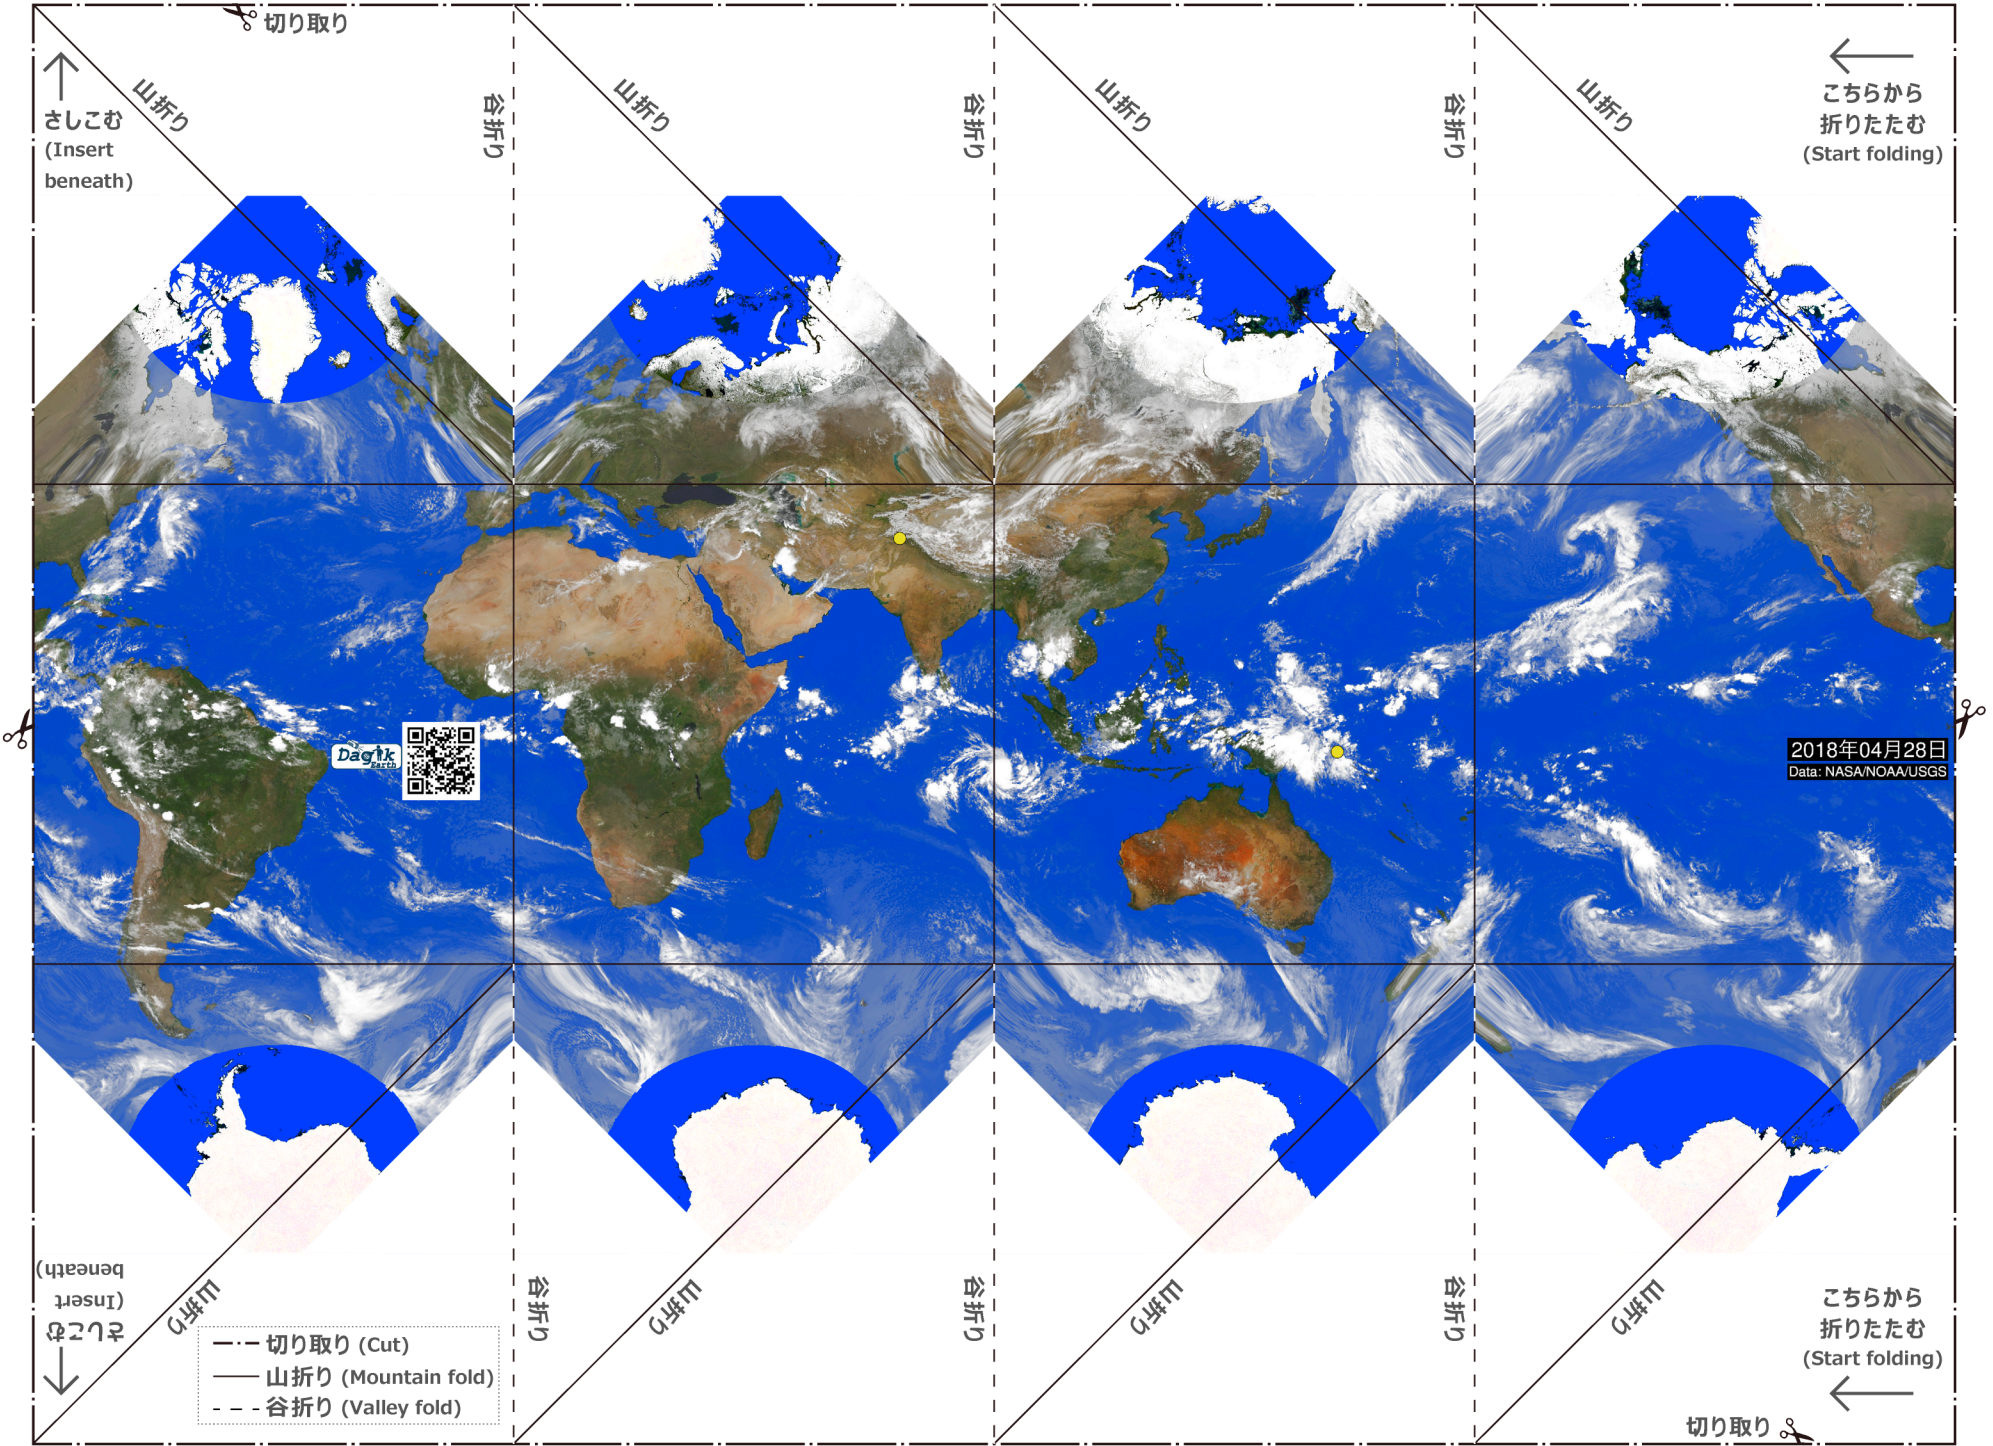 切り取り
さしこむ
(Insert
beneath)
山折り
谷折り
山折り
谷折り
山折り
谷折り
山折り
こちらから
折りたたむ
(Start folding)
Dagik
Earth
2018年04月28日
Data: NASA/NOAA/USGS
さしこむ
(Insert
beneath)
山折り
谷折り
山折り
谷折り
山折り
谷折り
山折り
こちらから
折りたたむ
(Start folding)
切り取り (Cut)
山折り (Mountain fold)
谷折り (Valley fold)
切り取り